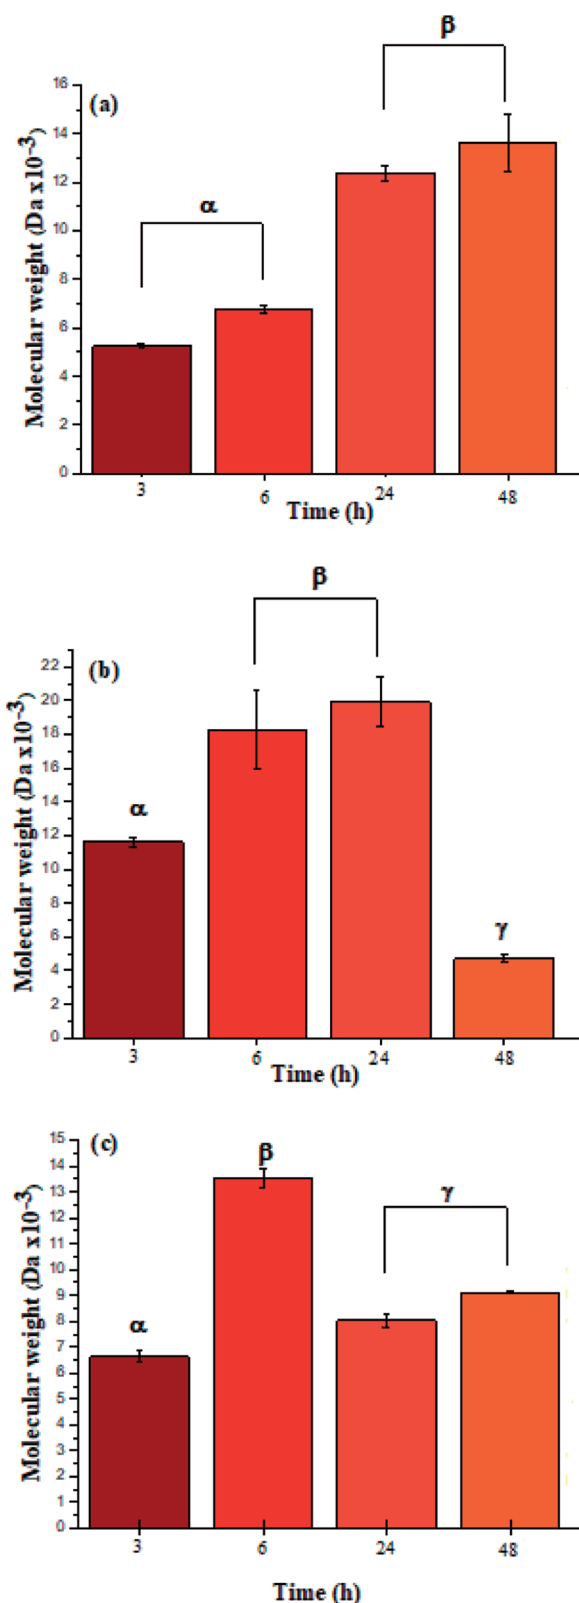 β
16
(a)
14
12
α
10
8
6
4
2
0
Molecular weight (Da x10⁻³)
3 6 24 48
Time (h)
β
22
(b)
20
18
16
14
α
12
10
8
γ
6
4
2
0
Molecular weight (Da x10⁻³)
3 6 24 48
Time (h)
15
(c)
β
14
13
γ
12
11
10
9
8
α
7
6
5
4
3
2
1
0
Molecular weight (Da x10⁻³)
3 6 24 48
Time (h)